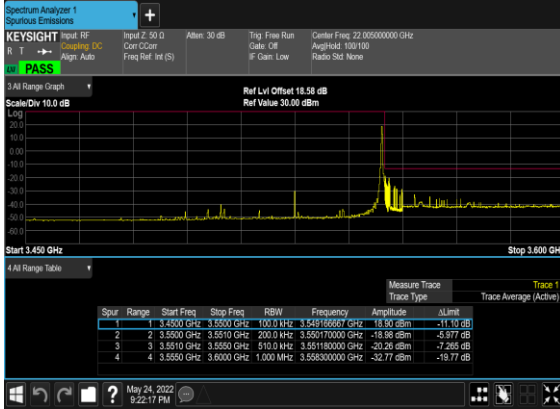 Spectrum Analyzer 1
Spurious Emissions
+
KEYSIGHT Input: RF Input Z: 50 Ω Atten: 30 dB Trig: Free Run Center Freq: 22.005000000 GHz
R T Coupling: DC Corr CCorr Gate: Off Avg|Hold: 100/100
Align: Auto Freq Ref: Int (S) IF Gain: Low Radio Std: None
PASS
3 All Range Graph Ref Lvl Offset 18.58 dB
Scale/Div 10.0 dB Ref Value 30.00 dBm
Log
20.0
10.0
0.00
-10.0
-20.0
-30.0
-40.0
-50.0
-60.0
Start 3.450 GHz Stop 3.600 GH
4 All Range Table
Measure Trace Trace 1
Trace Type Trace Average (Active)
Spur Range Start Freq Stop Freq RBW Frequency Amplitude ΔLimit
1 1 3.4500 GHz 3.5500 GHz 100.0 kHz 3.549166667 GHz 18.90 dBm -11.10 dB
2 2 3.5500 GHz 3.5510 GHz 200.0 kHz 3.550170000 GHz -18.98 dBm -5.977 dB
3 3 3.5510 GHz 3.5550 GHz 510.0 kHz 3.551180000 GHz -20.26 dBm -7.265 dB
4 4 3.5550 GHz 3.6000 GHz 1.000 MHz 3.558300000 GHz -32.77 dBm -19.77 dB
? May 24, 2022
9:22:17 PM